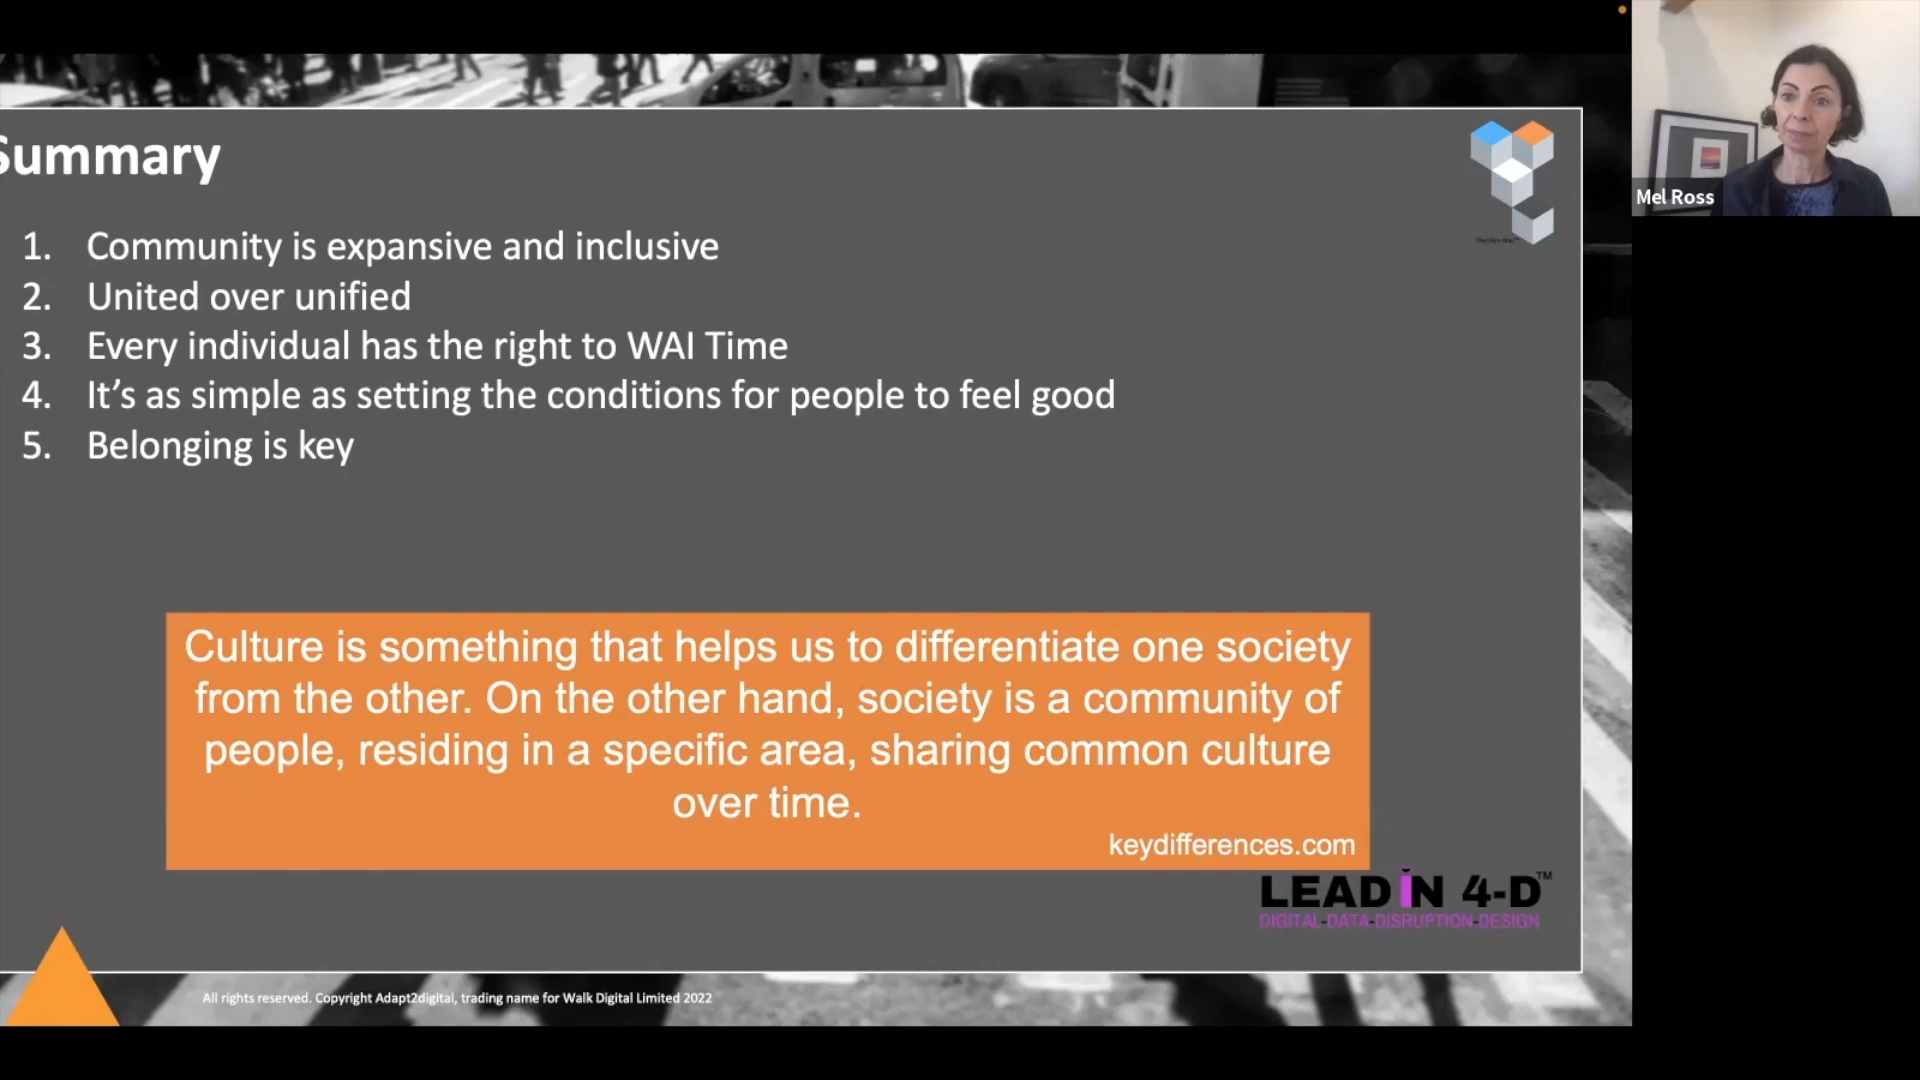 Summary
Mel Ross
1. Community is expansive and inclusive
2. United over unified
3. Every individual has the right to WAI Time
4. It's as simple as setting the conditions for people to feel good
5. Belonging is key
Culture is something that helps us to differentiate one society
from the other. On the other hand, society is a community of
people, residing in a specific area, sharing common culture
over time.
keydifferences.com
LEAD iN 4-D™
DIGITAL-DATA-DISRUPTION-DESIGN
All rights reserved. Copyright Adapt2digital, trading name for Walk Digital Limited 2022